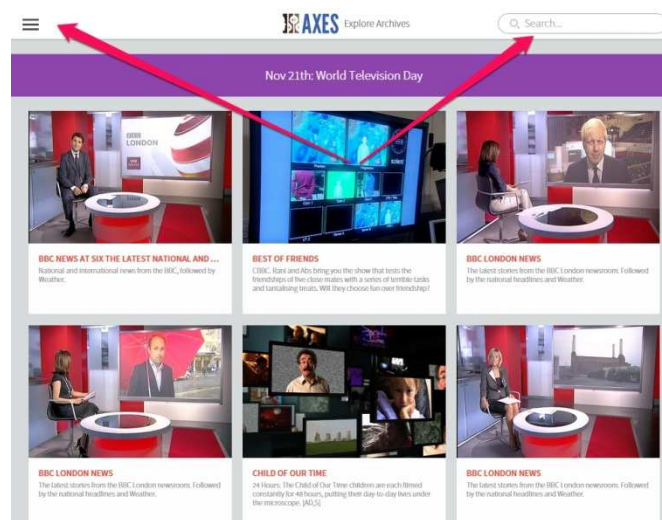 AXES Explore Archives
Search...
Nov 21th: World Television Day
BBC
LONDON
BBC NEWS AT SIX THE LATEST NATIONAL AND ...
National and international news from the BBC, followed by
Weather.
BEST OF FRIENDS
CBBC. Rani and Abs bring you the show that tests the
friendships of five close mates with a series of terrible tasks
and tantalising treats. Will they choose fun over friendship?
BBC LONDON NEWS
The latest stories from the BBC London newsroom. Followed
by the national headlines and Weather.
BBC LONDON NEWS
The latest stories from the BBC London newsroom. Followed
by the national headlines and Weather.
CHILD OF OUR TIME
24 Hours: The Child of Our Time children are each filmed
constantly for 48 hours, putting their day-to-day lives under
the microscope. [AD,S]
BBC LONDON NEWS
The latest stories from the BBC London newsroom. Followed
by the national headlines and Weather.